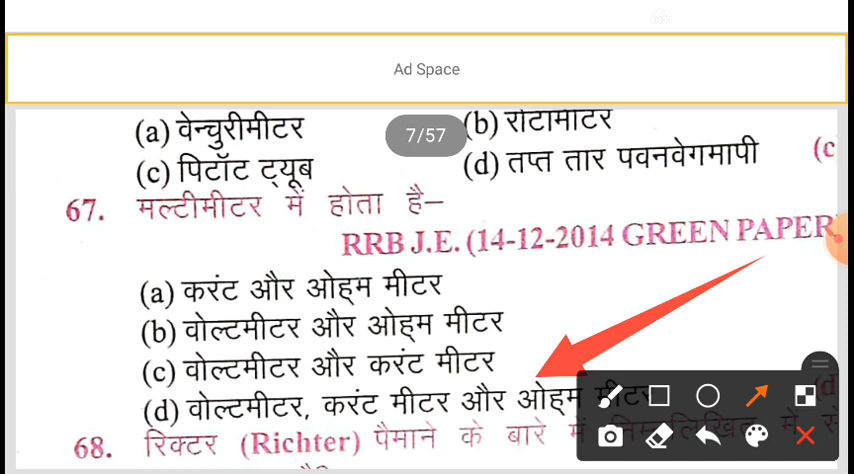 Ad Space
(a) वेन्चुरीमीटर 7/57 (b) रोटामीटर
(c) पिटॉट ट्यूब (d) तप्त तार पवनवेगमापी (c
67. मल्टीमीटर में होता है–
RRB J.E. (14-12-2014 GREEN PAPER
(a) करंट और ओह्म मीटर
(b) वोल्टमीटर और ओह्म मीटर
(c) वोल्टमीटर और करंट मीटर
(d) वोल्टमीटर, करंट मीटर और ओह्म मीटर (d
68. रिक्टर (Richter) पैमाने के बारे में निम्नलिखित में